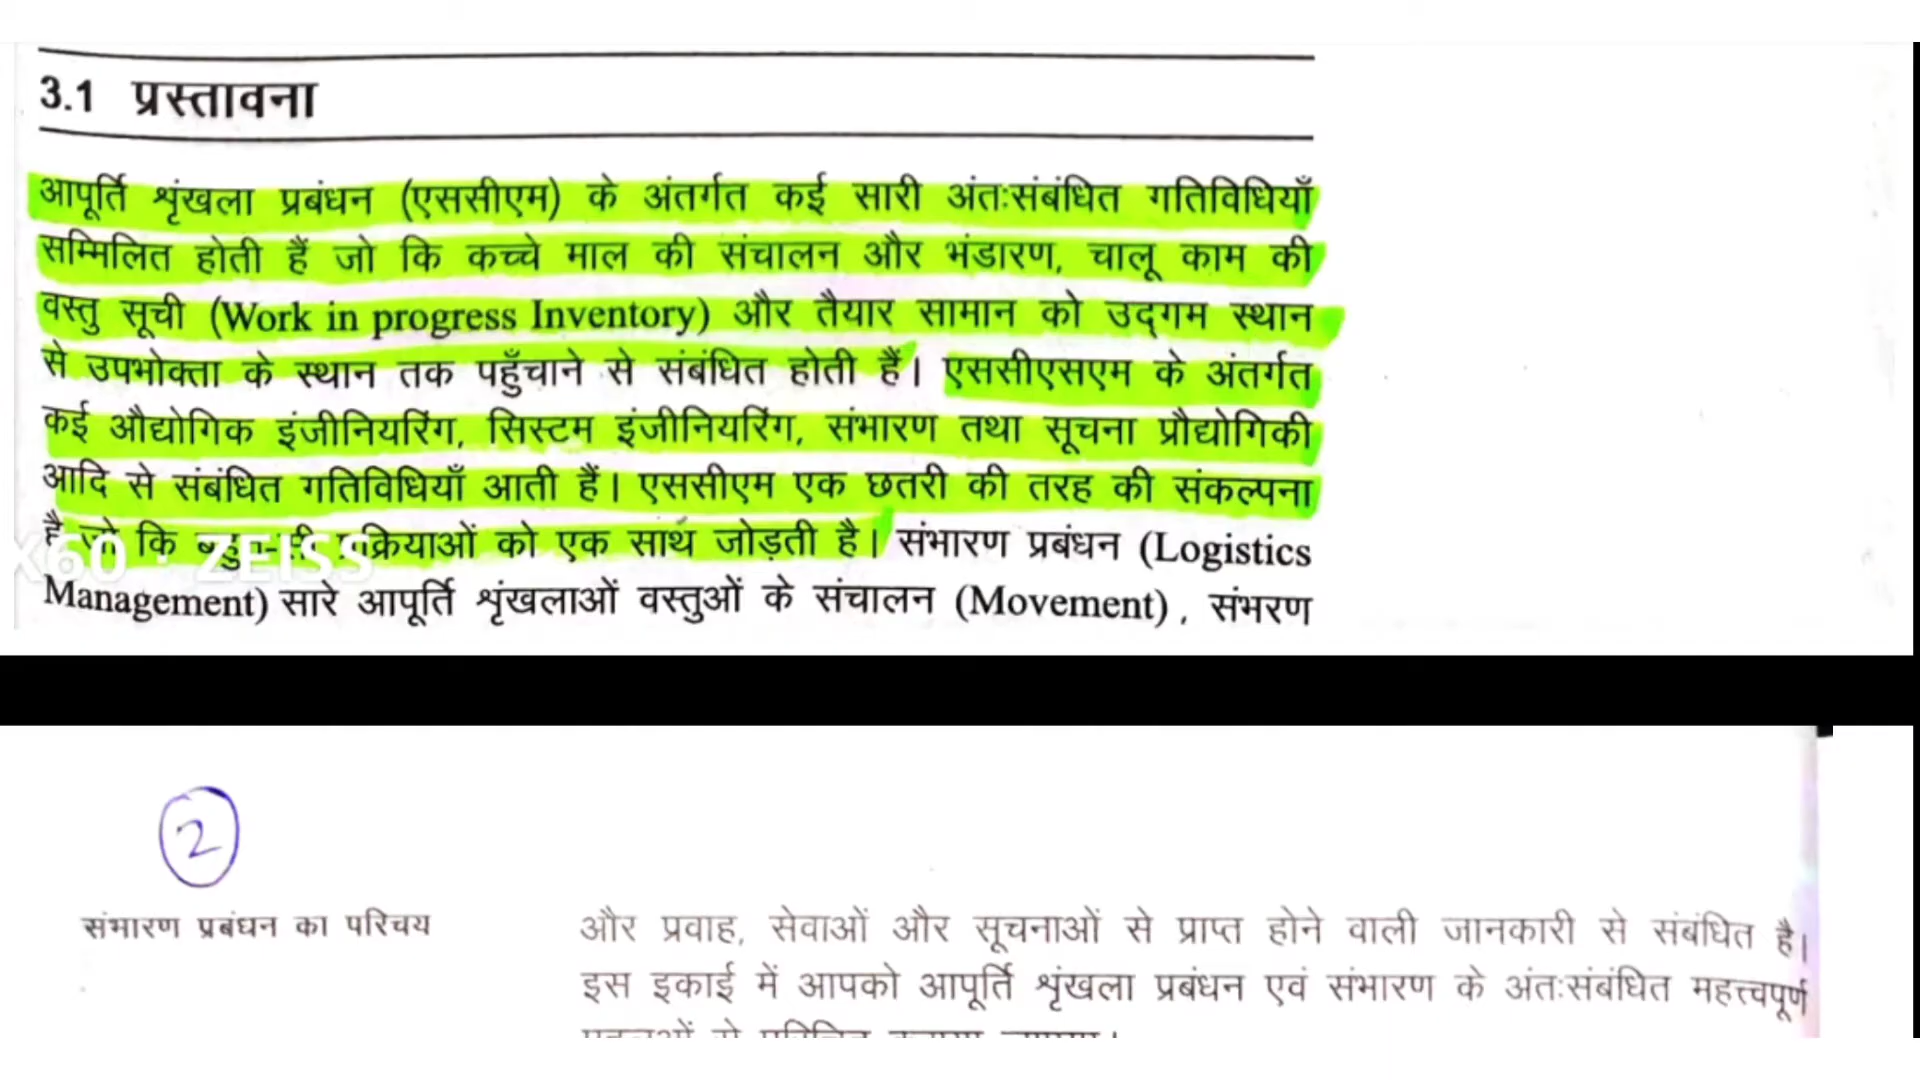 3.1 प्रस्तावना
आपूर्ति शृंखला प्रबंधन (एससीएम) के अंतर्गत कई सारी अंतःसंबंधित गतिविधियाँ
सम्मिलित होती हैं जो कि कच्चे माल की संचालन और भंडारण, चालू काम की
वस्तु सूची (Work in progress Inventory) और तैयार सामान को उद्गम स्थान
से उपभोक्ता के स्थान तक पहुँचाने से संबंधित होती हैं। एससीएसएम के अंतर्गत
कई औद्योगिक इंजीनियरिंग, सिस्टम इंजीनियरिंग, संभारण तथा सूचना प्रौद्योगिकी
आदि से संबंधित गतिविधियाँ आती हैं। एससीएम एक छतरी की तरह की संकल्पना
है जो कि बहुत-सी प्रक्रियाओं को एक साथ जोड़ती है। संभारण प्रबंधन (Logistics
X60 · ZEISS
Management) सारे आपूर्ति शृंखलाओं वस्तुओं के संचालन (Movement), संभरण
2
संभारण प्रबंधन का परिचय
और प्रवाह, सेवाओं और सूचनाओं से प्राप्त होने वाली जानकारी से संबंधित है।
इस इकाई में आपको आपूर्ति शृंखला प्रबंधन एवं संभारण के अंतःसंबंधित महत्त्वपूर्ण